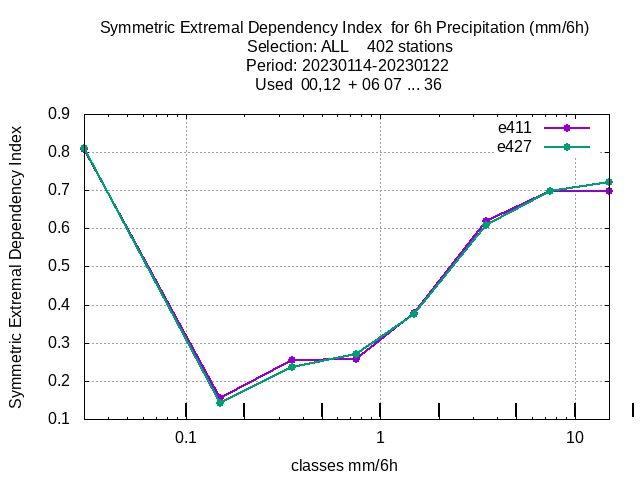 Symmetric Extremal Dependency Index  for 6h Precipitation (mm/6h)
Selection: ALL    402 stations
Period: 20230114-20230122
Used  00,12  + 06 07 ... 36
e411
e427
Symmetric Extremal Dependency Index
0.9
0.8
0.7
0.6
0.5
0.4
0.3
0.2
0.1
0.1 1 10
classes mm/6h